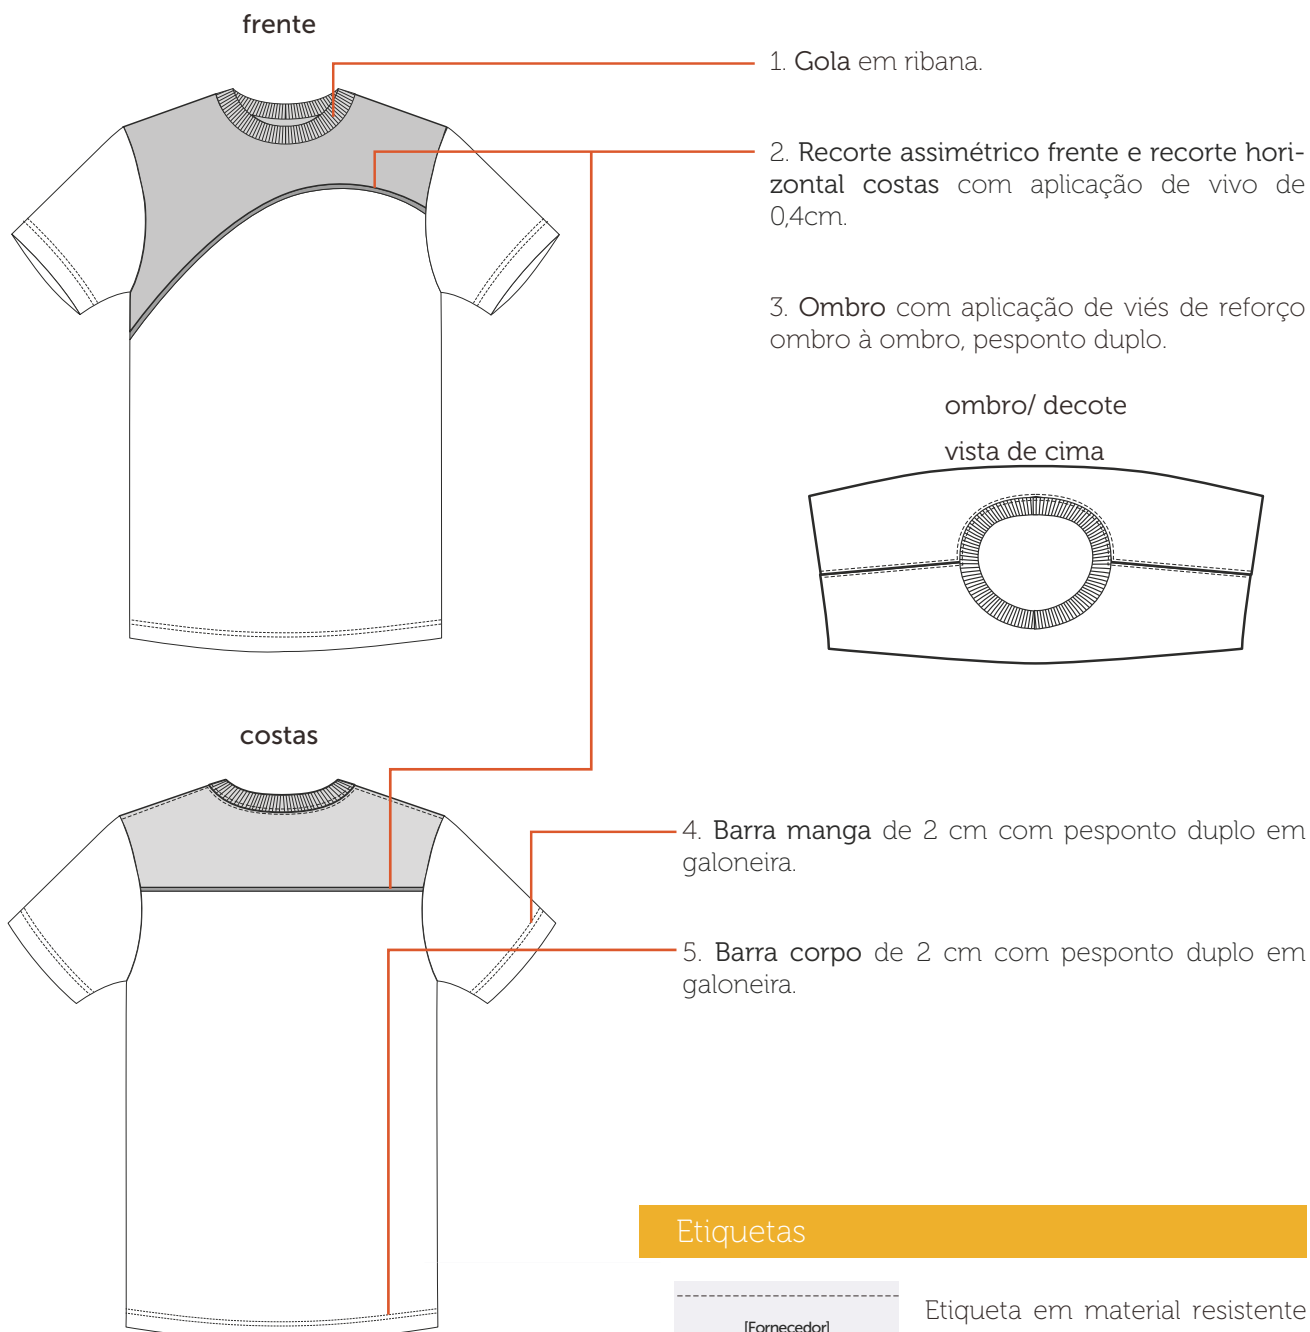 frente
1. Gola em ribana.
2. Recorte assimétrico frente e recorte hori-
zontal costas com aplicação de vivo de
0,4cm.
3. Ombro com aplicação de viés de reforço
ombro à ombro, pesponto duplo.
ombro/ decote
vista de cima
costas
4. Barra manga de 2 cm com pesponto duplo em
galoneira.
5. Barra corpo de 2 cm com pesponto duplo em
galoneira.
Etiquetas
[Fornecedor]
Etiqueta em material resistente